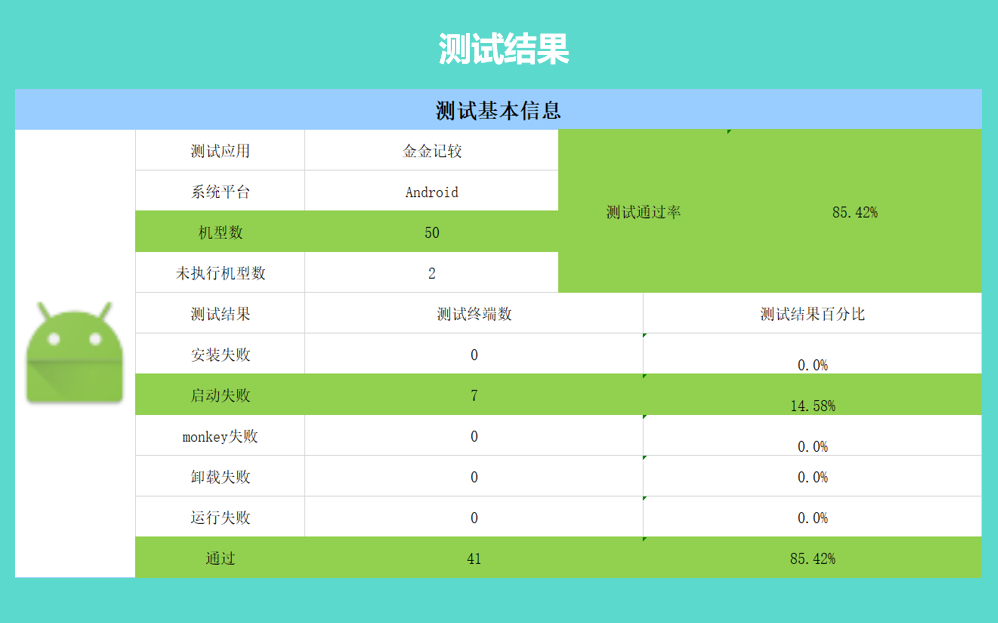 测试结果
测试基本信息
测试应用 金金记较 测试通过率 85.42%
系统平台 Android
机型数 50
未执行机型数 2
测试结果 测试终端数 测试结果百分比
安装失败 0 0.0%
启动失败 7 14.58%
monkey失败 0 0.0%
卸载失败 0 0.0%
运行失败 0 0.0%
通过 41 85.42%